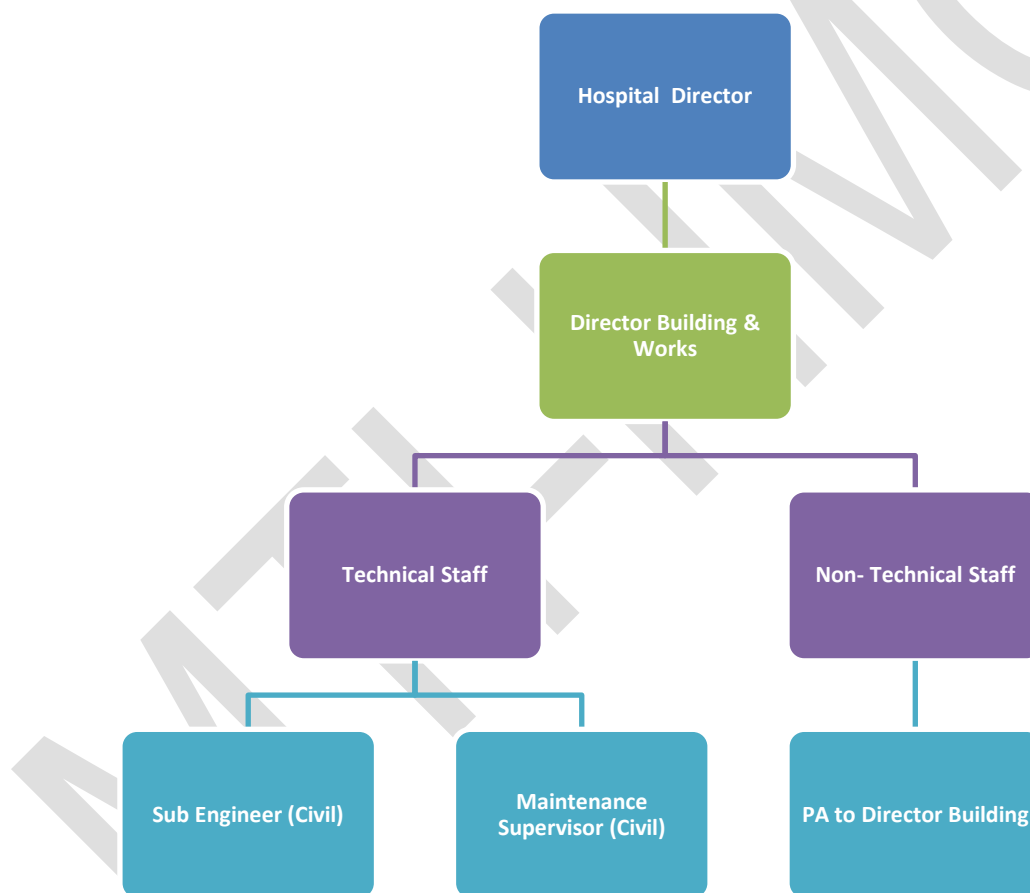 Hospital  Director
Director Building &
Works
Technical Staff
Non- Technical Staff
Sub Engineer (Civil)
Maintenance
Supervisor (Civil)
PA to Director Building